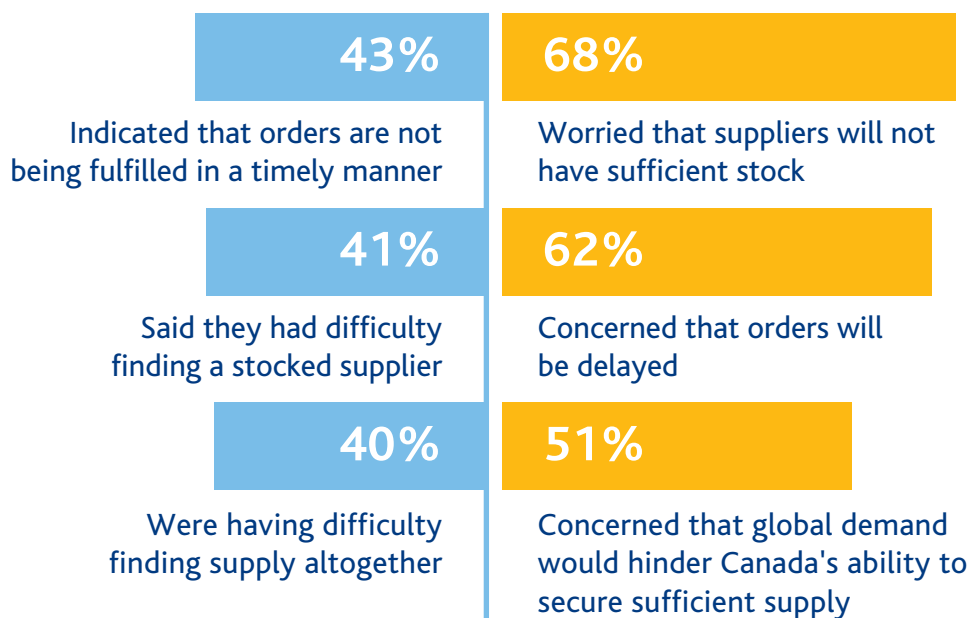 43%
Indicated that orders are not
being fulfilled in a timely manner
41%
Said they had difficulty
finding a stocked supplier
40%
Were having difficulty
finding supply altogether
68%
Worried that suppliers will not
have sufficient stock
62%
Concerned that orders will
be delayed
51%
Concerned that global demand
would hinder Canada's ability to
secure sufficient supply